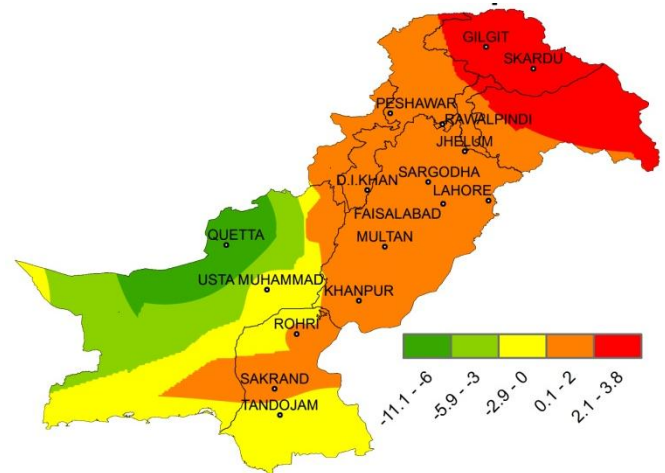 GILGIT
SKARDU
PESHAWAR
RAWALPINDI
JHELUM
D.I.KHAN
SARGODHA
LAHORE
FAISALABAD
QUETTA
MULTAN
USTA MUHAMMAD
KHANPUR
ROHRI
SAKRAND
TANDOJAM
-11.1 - -6
-5.9 - -3
-2.9 - 0
0.1 - 2
2.1 - 3.8